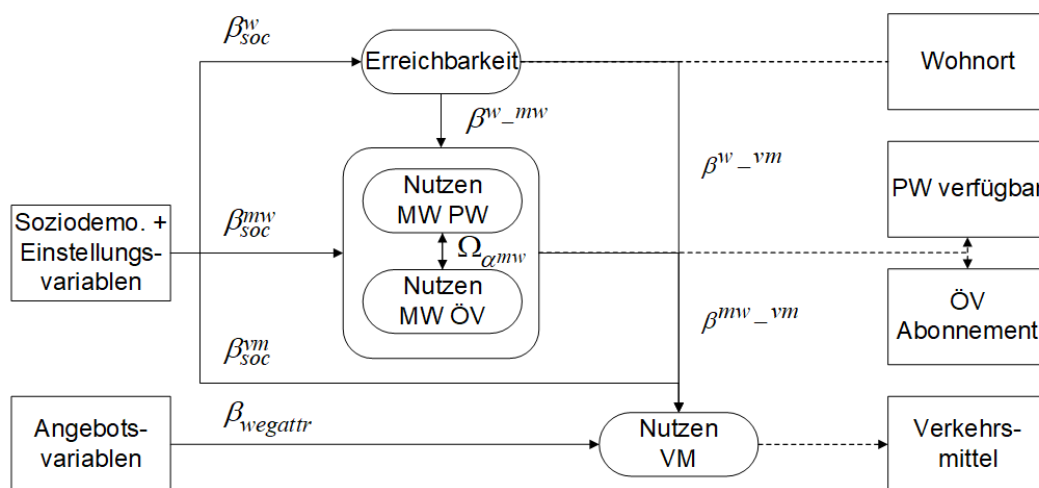 β^w_soc
Erreichbarkeit
Wohnort
β^{w_mw}
β^{w_vm}
Nutzen
MW PW
PW verfügbar
Soziodemo. +
Einstellungs-
variablen
β^mw_soc
Ω_{α^{mw}}
Nutzen
MW ÖV
ÖV
Abonnement
β^{mw_vm}
β^vm_soc
Angebots-
variablen
β_wegattr
Nutzen
VM
Verkehrs-
mittel